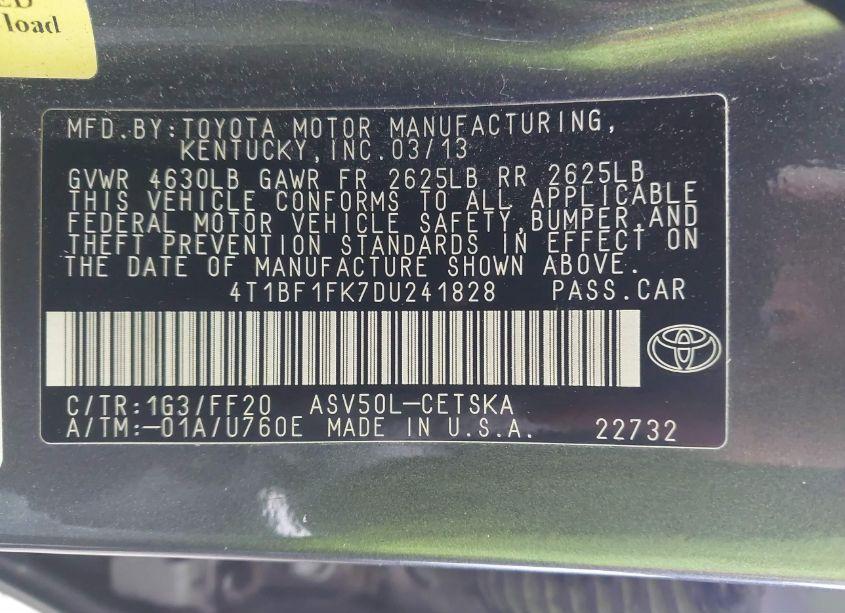 load
MFD.BY:TOYOTA MOTOR MANUFACTURING,
KENTUCKY,INC.03/13
GVWR 4630LB GAWR FR 2625LB RR 2625LB
THIS VEHICLE CONFORMS TO ALL APPLICABLE
FEDERAL MOTOR VEHICLE SAFETY,BUMPER,AND
THEFT PREVENTION STANDARDS IN EFFECT ON
THE DATE OF MANUFACTURE SHOWN ABOVE.
4T1BF1FK7DU241828 PASS.CAR
C/TR:1G3/FF20 ASV50L-CETSKA
A/TM:-01A/U760E MADE IN U.S.A. 22732